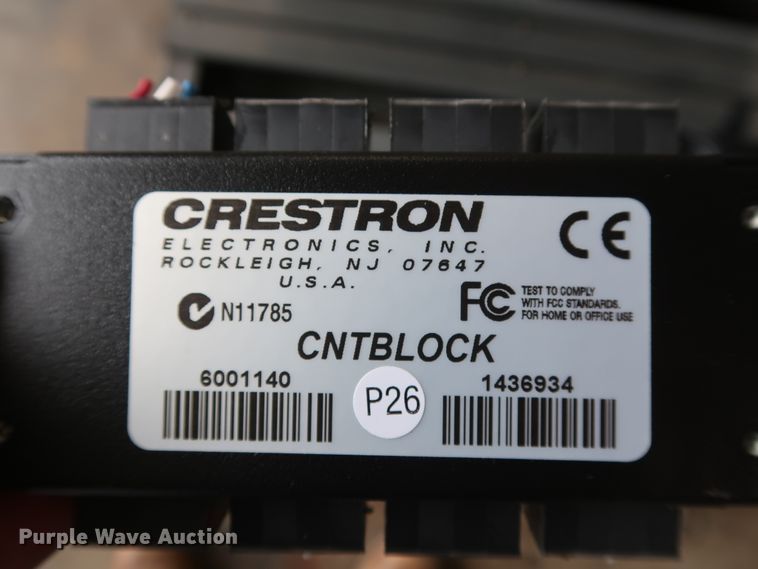 CRESTRON
ELECTRONICS, INC.
ROCKLEIGH, NJ 07647
U.S.A.
CE
N11785
FC
TEST TO COMPLY
WITH FCC STANDARDS.
FOR HOME OR OFFICE USE
CNTBLOCK
6001140
1436934
P26
Purple Wave Auction